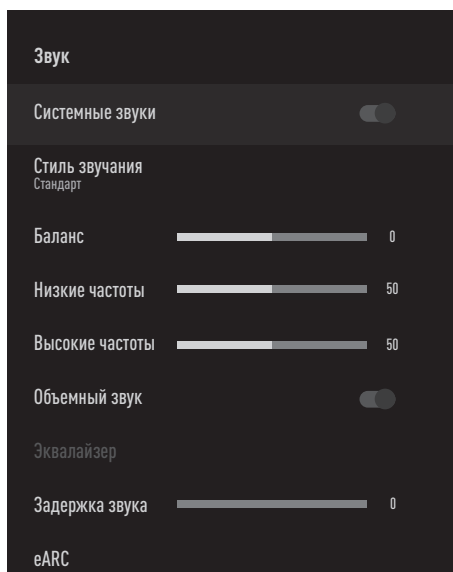 Звук
Системные звуки
Стиль звучания
Стандарт
Баланс 0
Низкие частоты 50
Высокие частоты 50
Объемный звук
Эквалайзер
Задержка звука 0
eARC